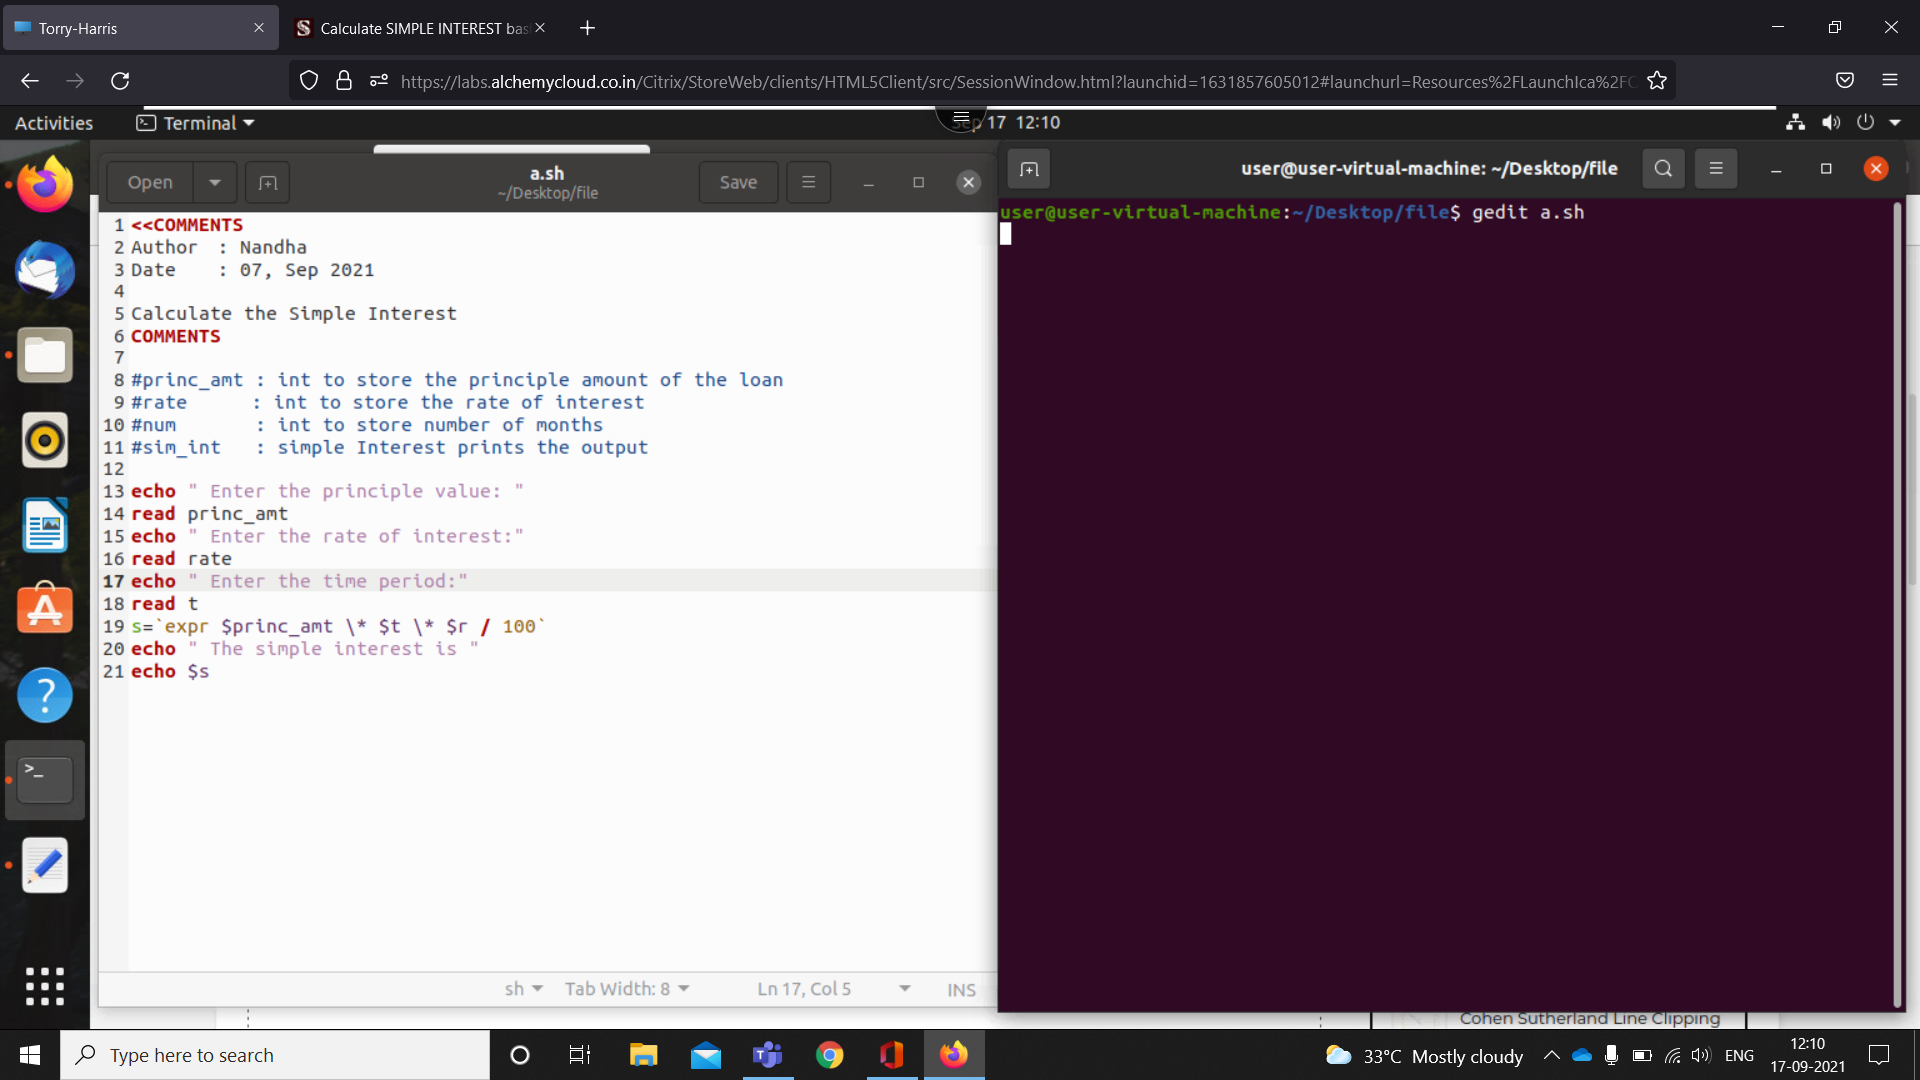 Torry-Harris
Calculate SIMPLE INTEREST bas
https://labs.alchemycloud.co.in/Citrix/StoreWeb/clients/HTML5Client/src/SessionWindow.html?launchid=1631857605012#launchurl=Resources%2FLaunchIca%2FC
Activities
Terminal
Sep 17 12:10
Open
a.sh
~/Desktop/file
Save
1 <<COMMENTS
2 Author : Nandha
3 Date : 07, Sep 2021
4
5 Calculate the Simple Interest
6 COMMENTS
7
8 #princ_amt : int to store the principle amount of the loan
9 #rate : int to store the rate of interest
10 #num : int to store number of months
11 #sim_int : simple Interest prints the output
12
13 echo " Enter the principle value: "
14 read princ_amt
15 echo " Enter the rate of interest:"
16 read rate
17 echo " Enter the time period:"
18 read t
19 s=`expr $princ_amt \* $t \* $r / 100`
20 echo " The simple interest is "
21 echo $s
sh
Tab Width: 8
Ln 17, Col 5
INS
user@user-virtual-machine: ~/Desktop/file
user@user-virtual-machine:~/Desktop/file$ gedit a.sh
Cohen Sutherland Line Clipping
Type here to search
33°C Mostly cloudy
ENG
12:10
17-09-2021